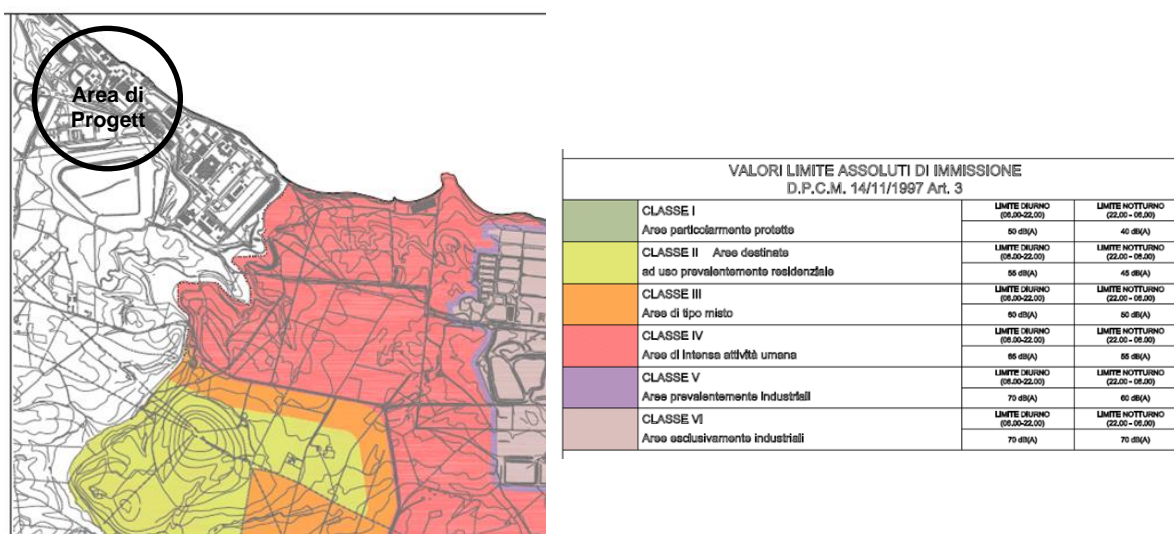 Area di
Progett
VALORI LIMITE ASSOLUTI DI IMMISSIONE
D.P.C.M. 14/11/1997 Art. 3
CLASSE I
Aree particolarmente protette
LIMITE DIURNO
(06.00-22.00)
LIMITE NOTTURNO
(22.00 - 06.00)
50 dB(A)
40 dB(A)
CLASSE II Aree destinate
ad uso prevalentemente residenziale
LIMITE DIURNO
(06.00-22.00)
LIMITE NOTTURNO
(22.00 - 06.00)
55 dB(A)
45 dB(A)
CLASSE III
Aree di tipo misto
LIMITE DIURNO
(06.00-22.00)
LIMITE NOTTURNO
(22.00 - 06.00)
60 dB(A)
50 dB(A)
CLASSE IV
Aree di intensa attività umana
LIMITE DIURNO
(06.00-22.00)
LIMITE NOTTURNO
(22.00 - 06.00)
65 dB(A)
55 dB(A)
CLASSE V
Aree prevalentemente industriali
LIMITE DIURNO
(06.00-22.00)
LIMITE NOTTURNO
(22.00 - 06.00)
70 dB(A)
60 dB(A)
CLASSE VI
Aree esclusivamente industriali
LIMITE DIURNO
(06.00-22.00)
LIMITE NOTTURNO
(22.00 - 06.00)
70 dB(A)
70 dB(A)